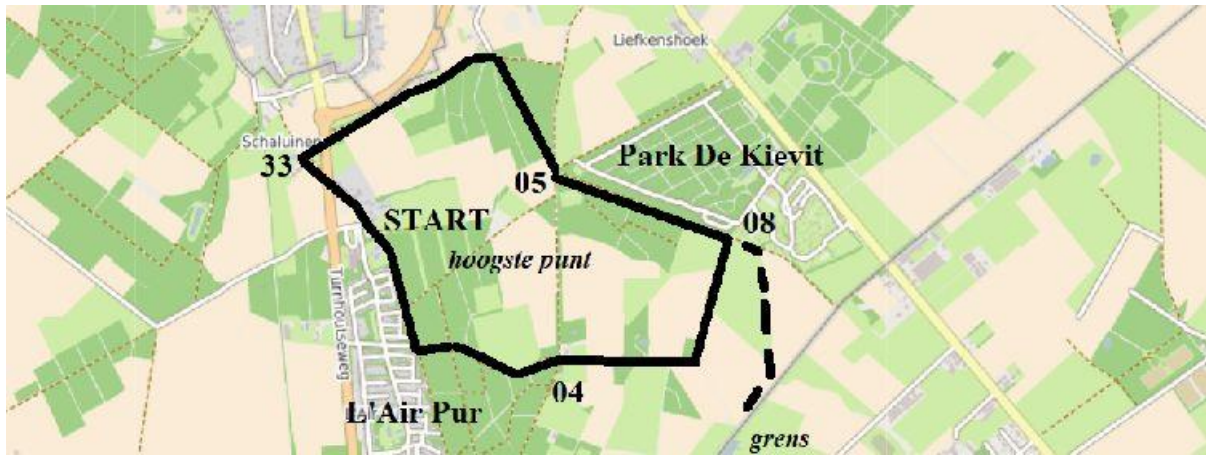 Liefkenshoek
Schaluinen
33
Park De Kievit
05
START
08
hoogste punt
Turnhoutseweg
L'Air Pur
04
grens